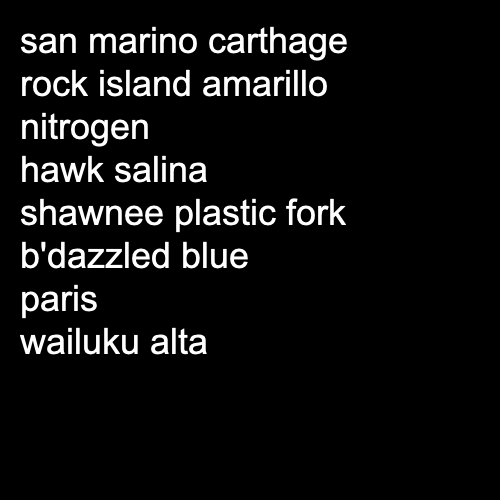 san marino carthage
rock island amarillo
nitrogen
hawk salina
shawnee plastic fork
b'dazzled blue
paris
wailuku alta